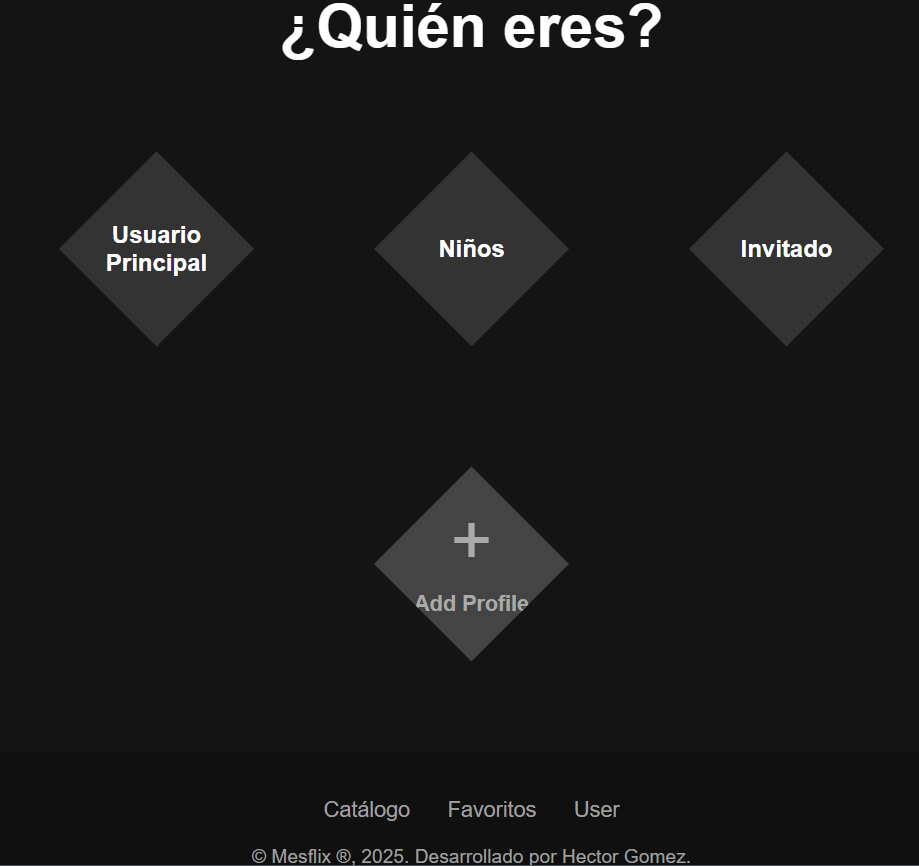 ¿Quién eres?
Usuario
Principal
Niños
Invitado
+
Add Profile
Catálogo Favoritos User
© Mesflix ®, 2025. Desarrollado por Hector Gomez.